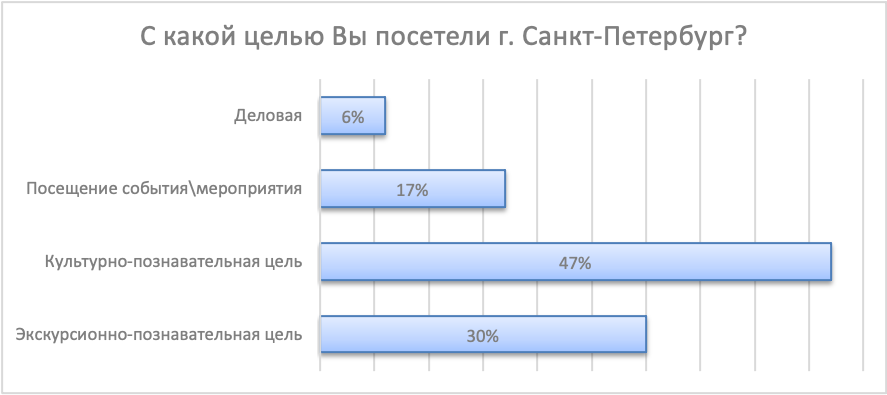 С какой целью Вы посетели г. Санкт-Петербург?
Деловая
6%
Посещение события\мероприятия
17%
Культурно-познавательная цель
47%
Экскурсионно-познавательная цель
30%